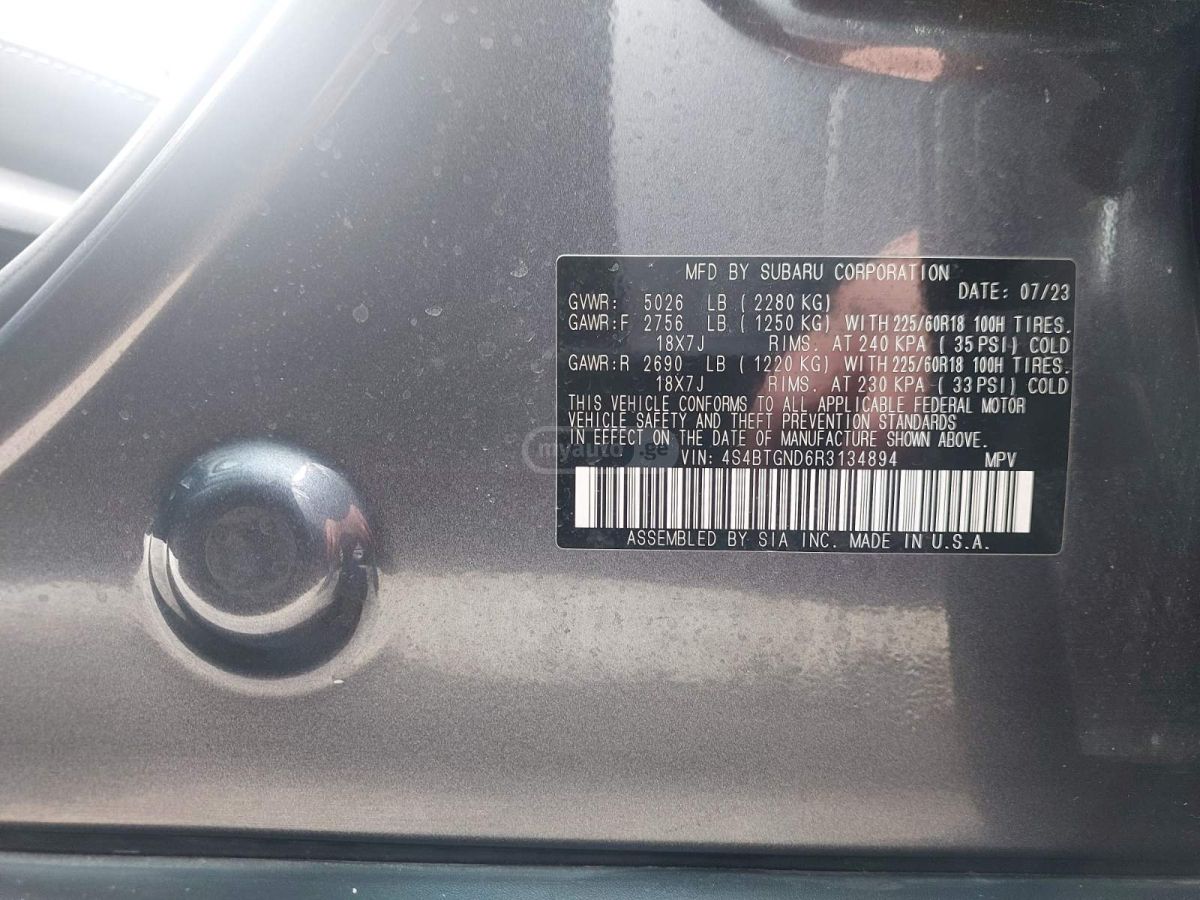 MFD BY SUBARU CORPORATION
DATE: 07/23
GVWR: 5026 LB ( 2280 KG)
GAWR:F 2756 LB ( 1250 KG) WITH 225/60R18 100H TIRES.
18X7J RIMS. AT 240 KPA ( 35 PSI) COLD
GAWR:R 2690 LB ( 1220 KG) WITH 225/60R18 100H TIRES.
18X7J RIMS. AT 230 KPA ( 33 PSI) COLD
THIS VEHICLE CONFORMS TO ALL APPLICABLE FEDERAL MOTOR
VEHICLE SAFETY AND THEFT PREVENTION STANDARDS
IN EFFECT ON THE DATE OF MANUFACTURE SHOWN ABOVE.
myauto.ge
VIN: 4S4BTGND6R3134894 MPV
ASSEMBLED BY SIA INC. MADE IN U.S.A.